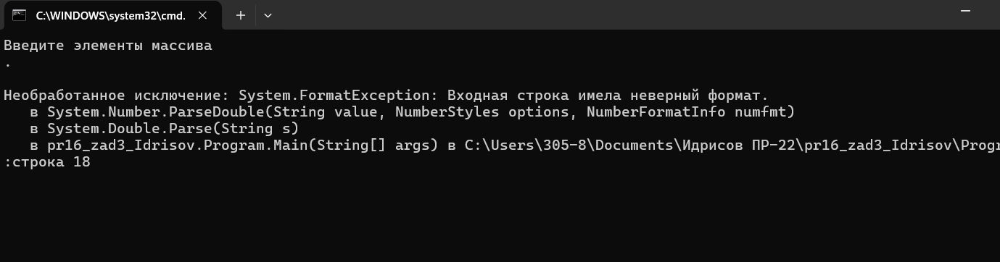 C:\WINDOWS\system32\cmd.
Введите элементы массива
.
Необработанное исключение: System.FormatException: Входная строка имела неверный формат.
в System.Number.ParseDouble(String value, NumberStyles options, NumberFormatInfo numfmt)
в System.Double.Parse(String s)
в pr16_zad3_Idrisov.Program.Main(String[] args) в C:\Users\305-8\Documents\Идрисов ПР-22\pr16_zad3_Idrisov\Progr
:строка 18